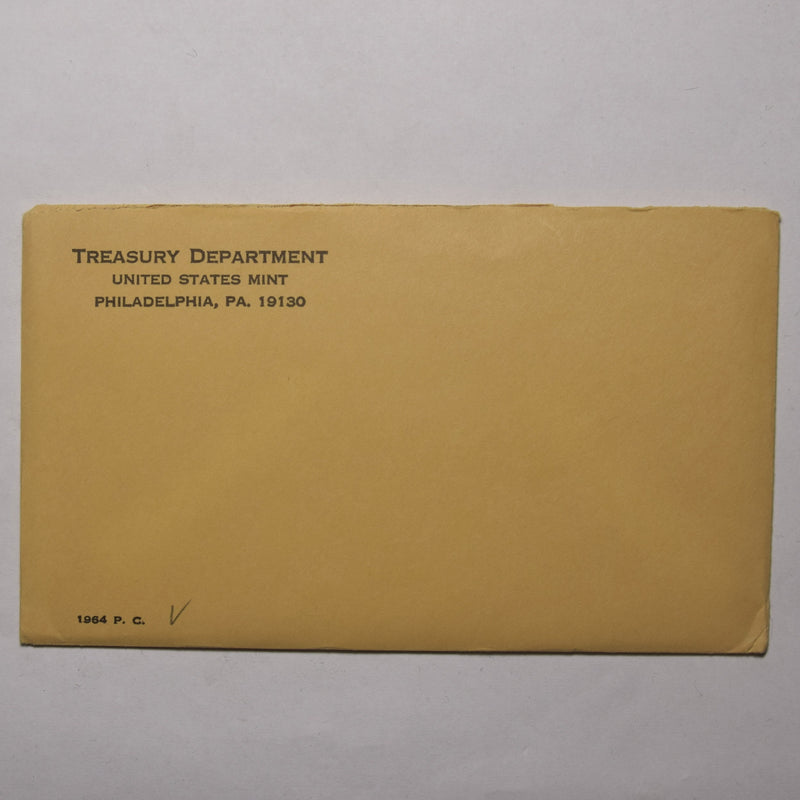 Treasury Department
United States Mint
Philadelphia, Pa. 19130
1964 P. C. ✓